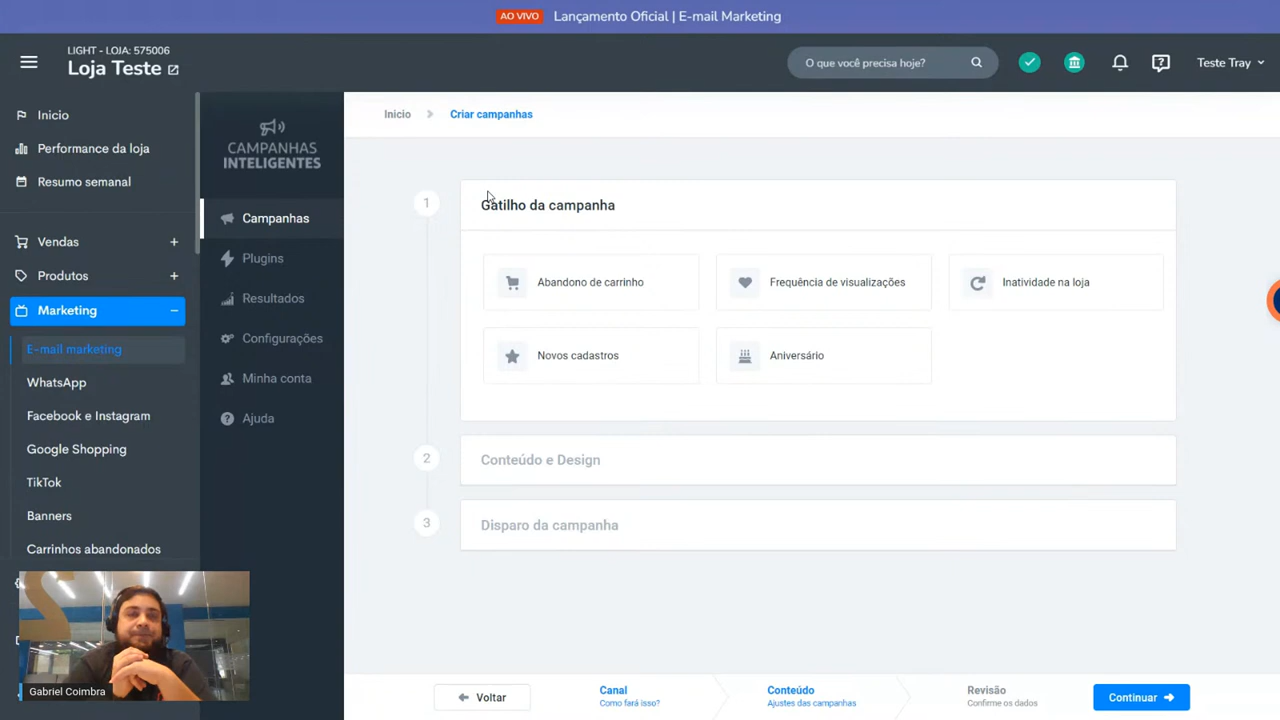 AO VIVO Lançamento Oficial | E-mail Marketing
LIGHT - LOJA: 575006
Loja Teste
O que você precisa hoje?
Teste Tray
Inicio
Performance da loja
Resumo semanal
Vendas
Produtos
Marketing
E-mail marketing
WhatsApp
Facebook e Instagram
Google Shopping
TikTok
Banners
Carrinhos abandonados
Gabriel Coimbra
CAMPANHAS
INTELIGENTES
Campanhas
Plugins
Resultados
Configurações
Minha conta
Ajuda
Inicio Criar campanhas
1 Gatilho da campanha
Abandono de carrinho Frequência de visualizações Inatividade na loja
Novos cadastros Aniversário
2 Conteúdo e Design
3 Disparo da campanha
Voltar
Canal
Como fará isso?
Conteúdo
Ajustes das campanhas
Revisão
Confirme os dados
Continuar